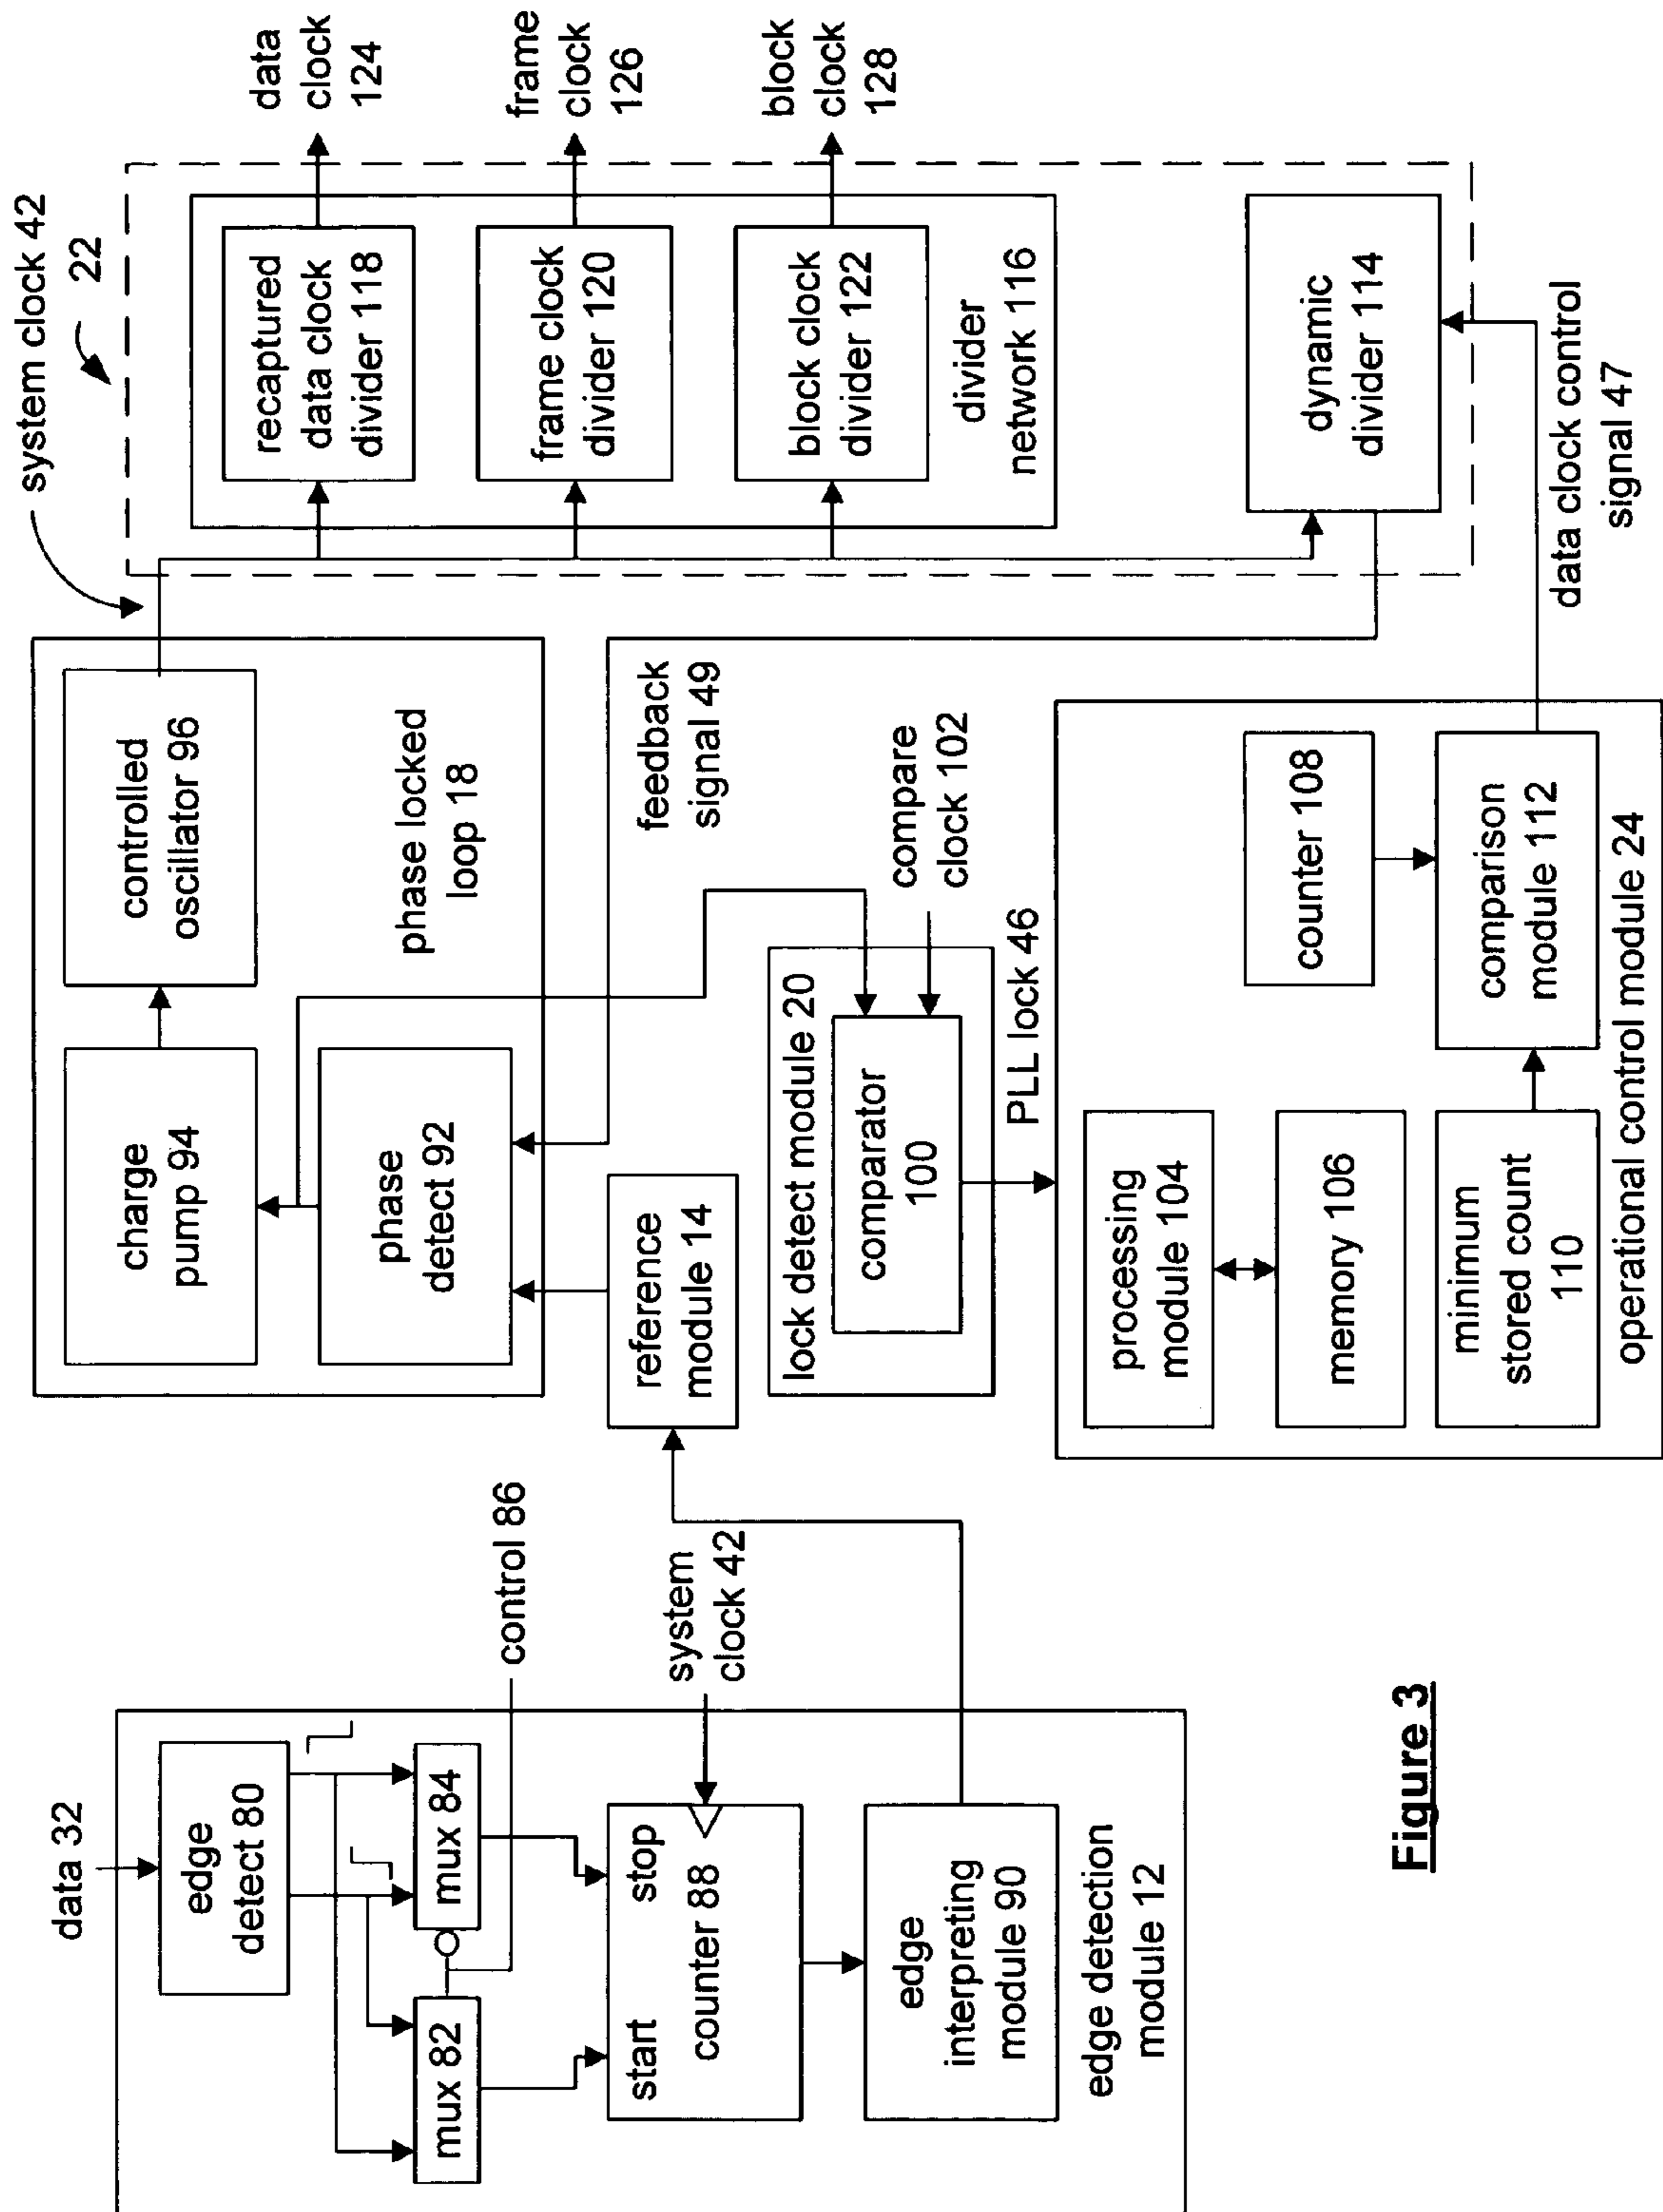 data 32
edge
detect 80
mux 82
mux 84
control 86
start
stop
counter 88
system
clock 42
edge
interpreting
module 90
edge detection
module 12
charge
pump 94
controlled
oscillator 96
phase
detect 92
phase locked
loop 18
reference
module 14
feedback
signal 49
lock detect module 20
comparator
100
compare
clock 102
PLL lock 46
processing
module 104
memory 106
minimum
stored count
110
counter 108
comparison
module 112
operational control module 24
system clock 42
22
recaptured
data clock
divider 118
frame clock
divider 120
block clock
divider 122
divider
network 116
dynamic
divider 114
data clock control
signal 47
data
clock
124
frame
clock
126
block
clock
128
Figure 3